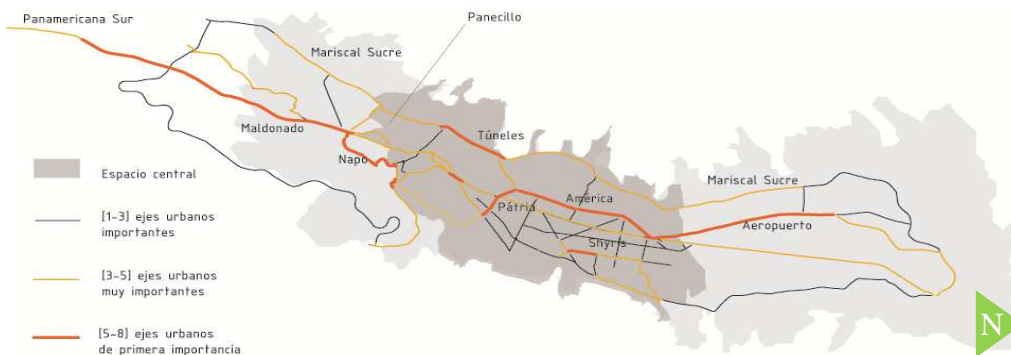 Panamericana Sur
Panecillo
Mariscal Sucre
Maldonado
Túneles
Napo
Mariscal Sucre
Pátria
América
Aeropuerto
Shyris
Espacio central
[1-3] ejes urbanos
importantes
[3-5] ejes urbanos
muy importantes
[5-8] ejes urbanos
de primera importancia
N